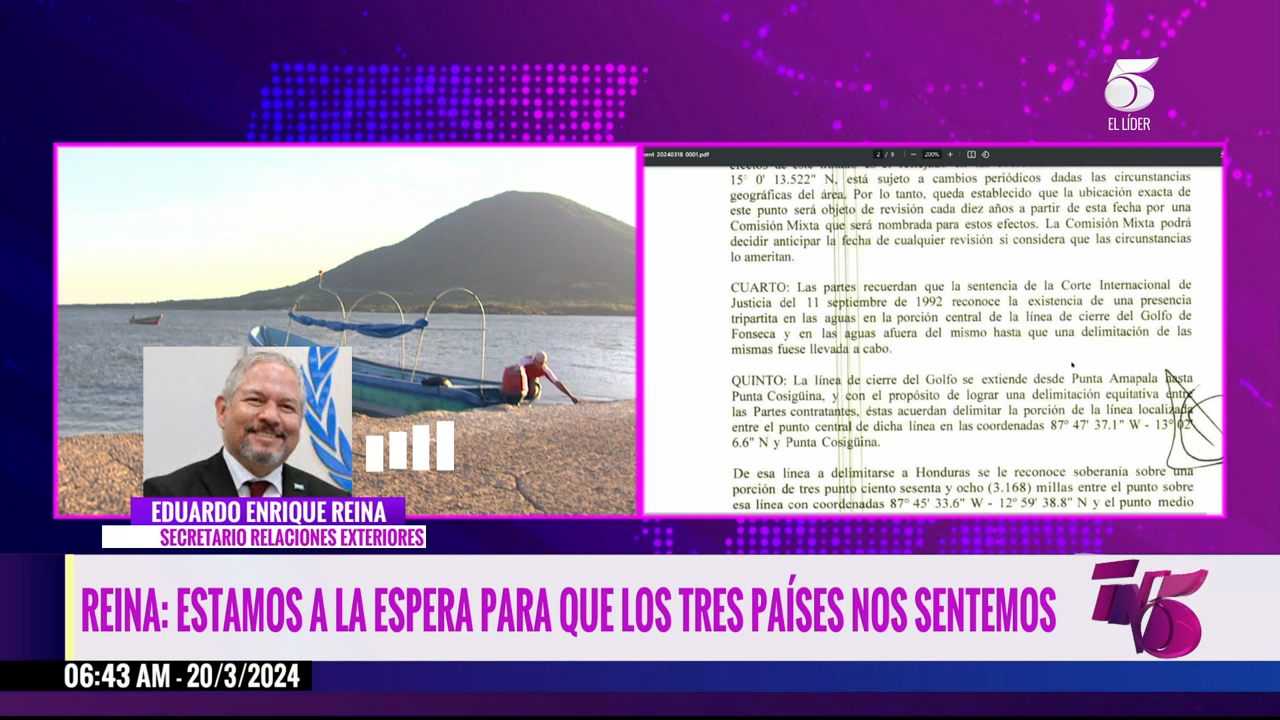 5
EL LÍDER
ent 20240318 0001.pdf
2 / 9 − 200% +
15° 0' 13.522" N, está sujeto a cambios periódicos dadas las circunstancias
geográficas del área. Por lo tanto, queda establecido que la ubicación exacta de
este punto será objeto de revisión cada diez años a partir de esta fecha por una
Comisión Mixta que será nombrada para estos efectos. La Comisión Mixta podrá
decidir anticipar la fecha de cualquier revisión si considera que las circunstancias
lo ameritan.
CUARTO: Las partes recuerdan que la sentencia de la Corte Internacional de
Justicia del 11 septiembre de 1992 reconoce la existencia de una presencia
tripartita en las aguas en la porción central de la línea de cierre del Golfo de
Fonseca y en las aguas afuera del mismo hasta que una delimitación de las
mismas fuese llevada a cabo.
QUINTO: La línea de cierre del Golfo se extiende desde Punta Amapala hasta
Punta Cosigüina, y con el propósito de lograr una delimitación equitativa entre
las Partes contratantes, éstas acuerdan delimitar la porción de la línea localizada
entre el punto central de dicha línea en las coordenadas 87° 47' 37.1" W - 13° 02'
6.6" N y Punta Cosigüina.
De esa línea a delimitarse a Honduras se le reconoce soberanía sobre una
porción de tres punto ciento sesenta y ocho (3.168) millas entre el punto sobre
esa línea con coordenadas 87° 45' 33.6" W - 12° 59' 38.8" N y el punto medio
EDUARDO ENRIQUE REINA
SECRETARIO RELACIONES EXTERIORES
REINA: ESTAMOS A LA ESPERA PARA QUE LOS TRES PAÍSES NOS SENTEMOS
TN5
06:43 AM - 20/3/2024